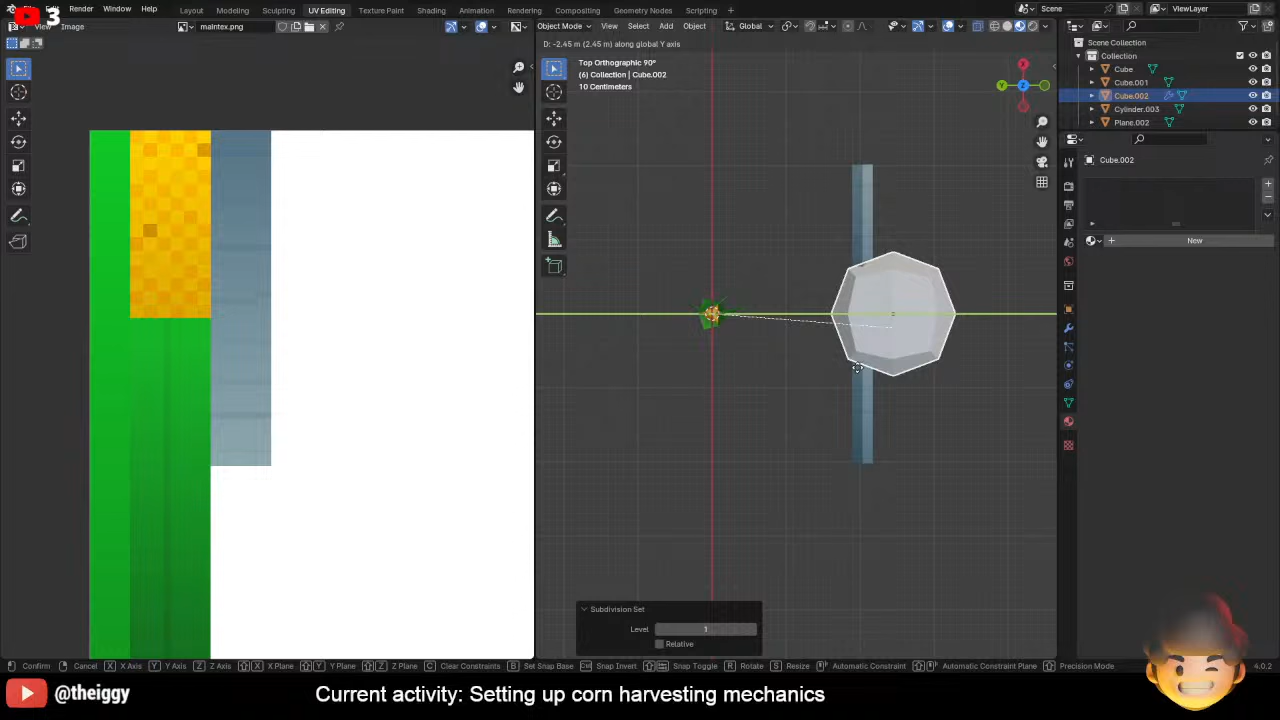 3
Edit Render Window Help Layout Modeling Sculpting UV Editing Texture Paint Shading Animation Rendering Compositing Geometry Nodes Scripting + Scene ViewLayer
View Image maintex.png Object Mode View Select Add Object Global
D: -2.45 m (2.45 m) along global Y axis
Top Orthographic 90°
(6) Collection | Cube.002
10 Centimeters
X
Y
Z
Scene Collection
Collection
Cube
Cube.001
Cube.002
Cylinder.003
Plane.002
Cube.002
New
Subdivision Set
Level 1
Relative
Confirm Cancel X X Axis Y Y Axis Z Z Axis X X Plane Y Y Plane Z Z Plane C Clear Constraints B Set Snap Base Snap Invert Snap Toggle R Rotate S Resize Automatic Constraint Automatic Constraint Plane Precision Mode 4.0.2
@theiggy Current activity: Setting up corn harvesting mechanics